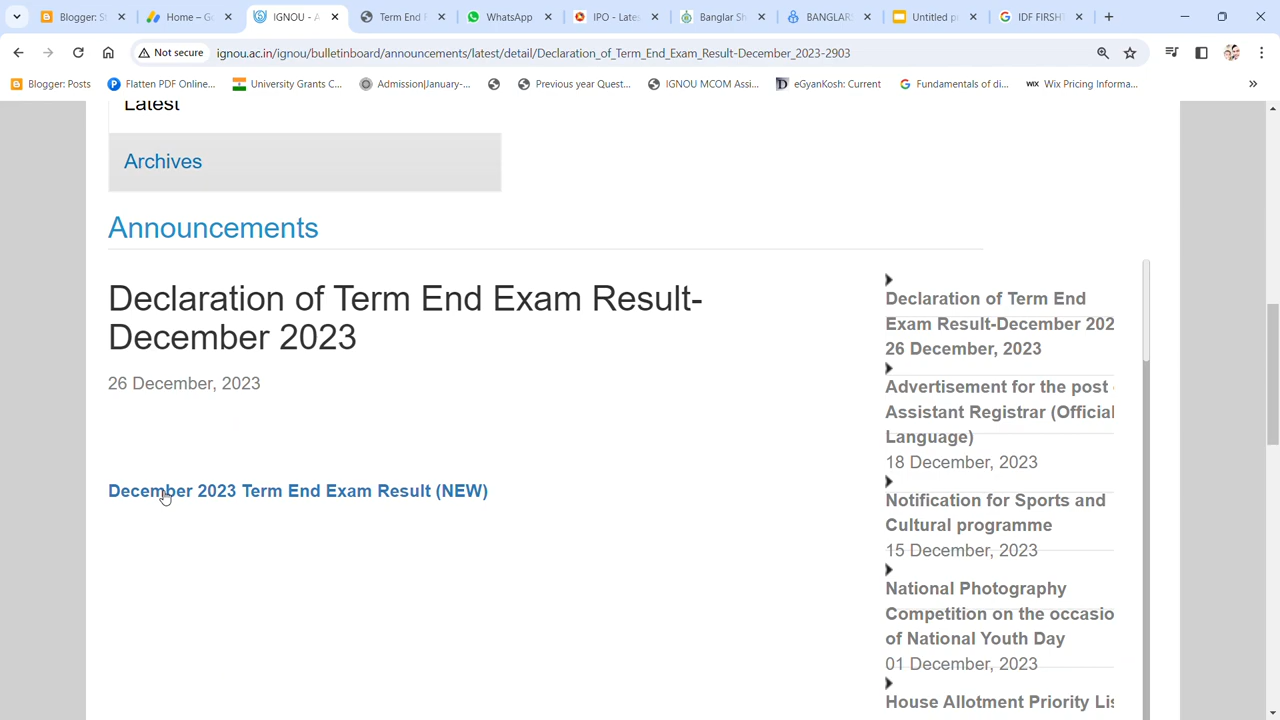 Blogger: S
Home – G
IGNOU - A
Term End
WhatsApp
IPO - Late
Banglar S
BANGLAR
Untitled p
IDF FIRSH
Not secure
ignou.ac.in/ignou/bulletinboard/announcements/latest/detail/Declaration_of_Term_End_Exam_Result-December_2023-2903
Blogger: Posts
Flatten PDF Online...
University Grants C...
AdmissionJanuary-...
Previous year Quest...
IGNOU MCOM Assi...
eGyanKosh: Current
Fundamentals of di...
Wix Pricing Informa...
Latest
Archives
Announcements
Declaration of Term End Exam Result-
December 2023
26 December, 2023
December 2023 Term End Exam Result (NEW)
Declaration of Term End
Exam Result-December 202
26 December, 2023
Advertisement for the post
Assistant Registrar (Official
Language)
18 December, 2023
Notification for Sports and
Cultural programme
15 December, 2023
National Photography
Competition on the occasio
of National Youth Day
01 December, 2023
House Allotment Priority Lis